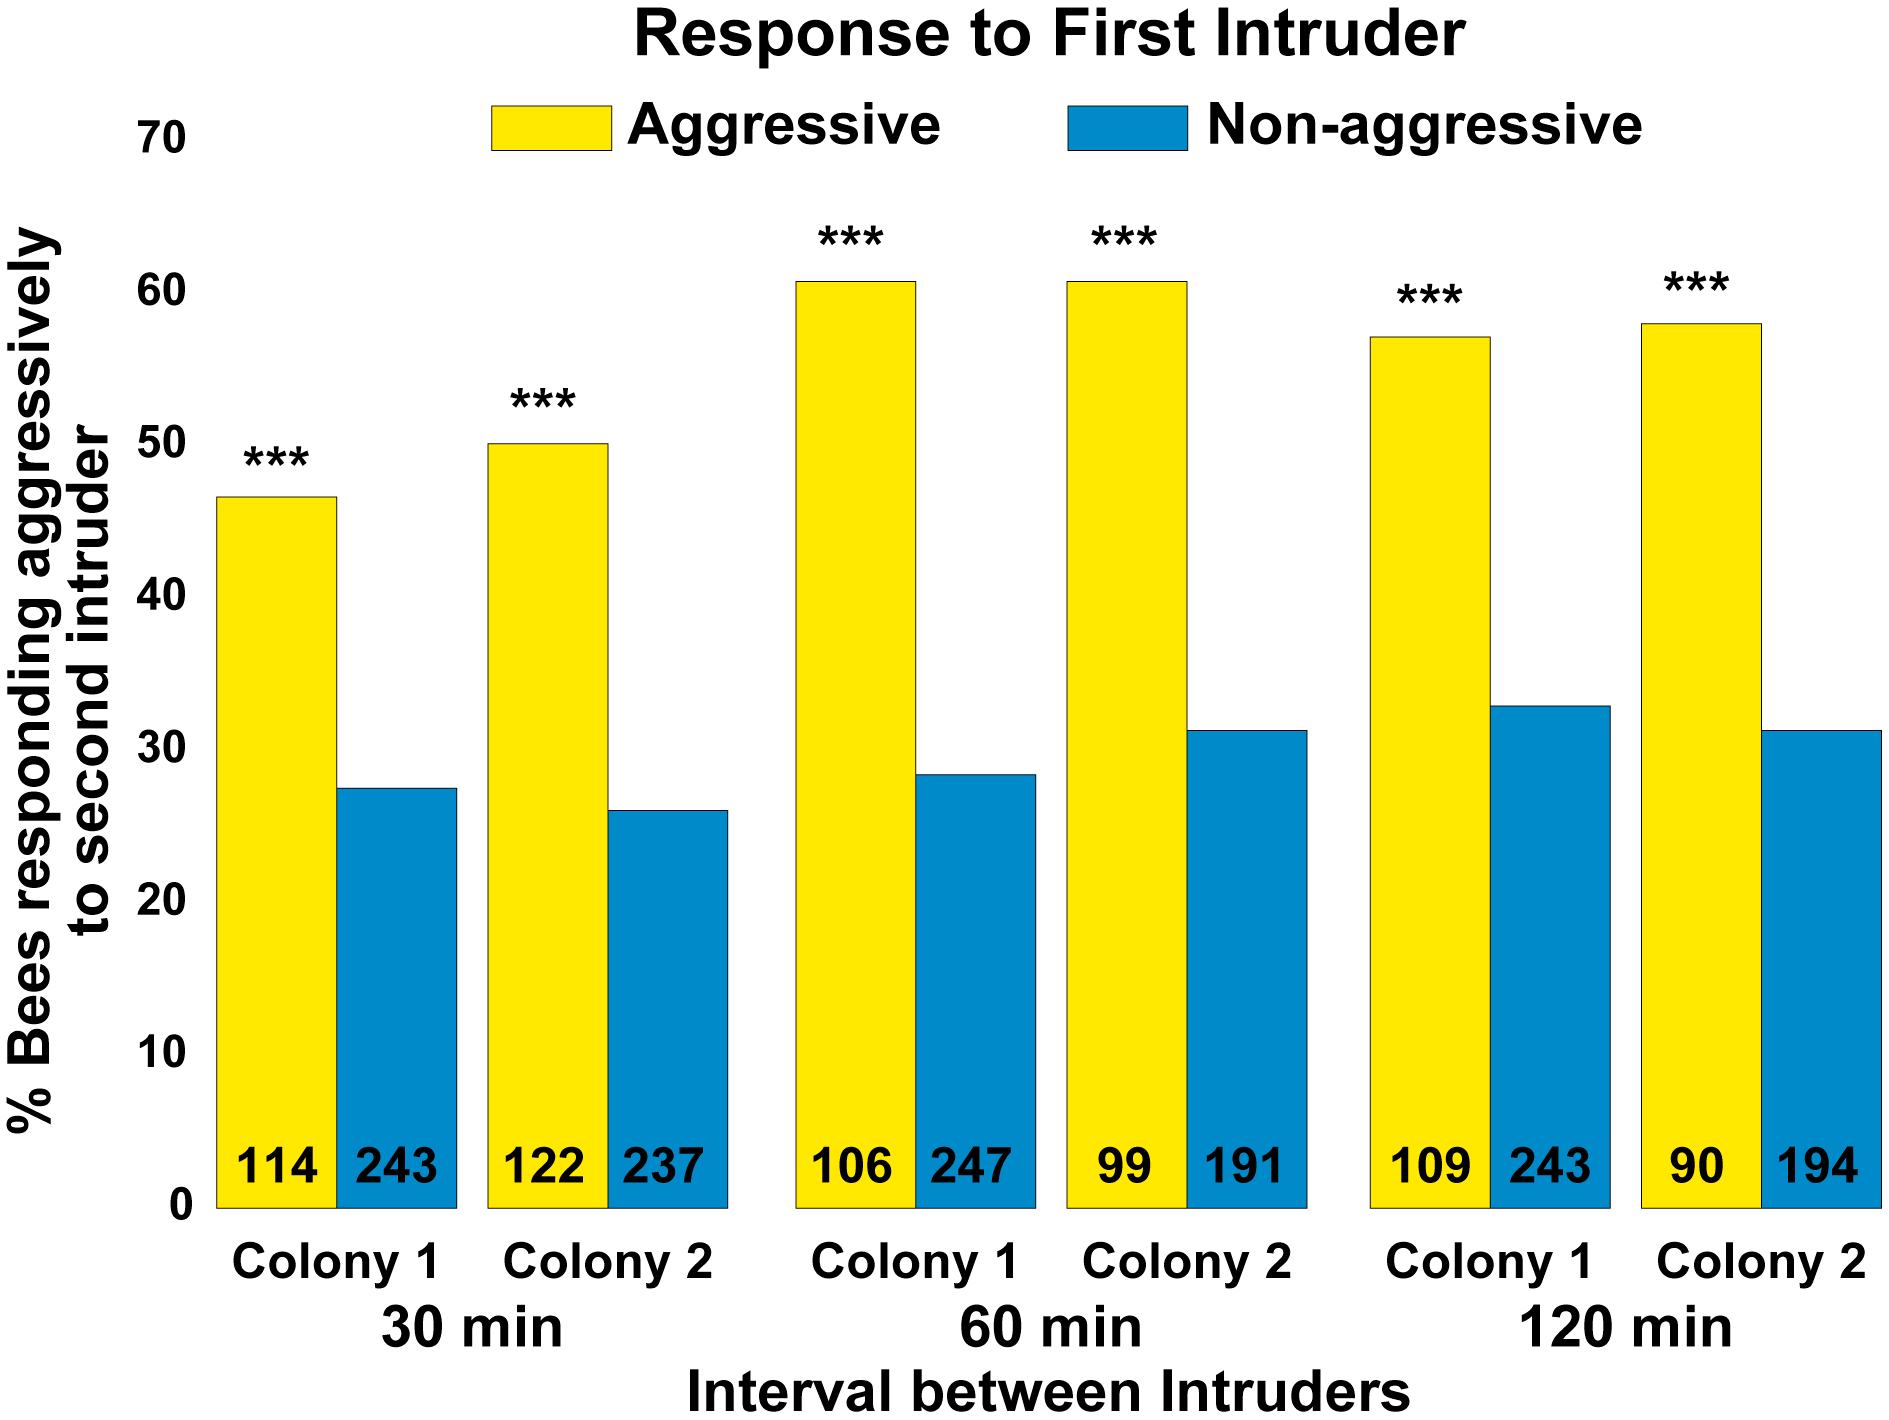 Response to First Intruder
Aggressive
Non-aggressive
% Bees responding aggressively
to second intruder
70
60
50
40
30
20
10
0
*** *** *** *** *** ***
114 243 122 237 106 247 99 191 109 243 90 194
Colony 1 Colony 2 Colony 1 Colony 2 Colony 1 Colony 2
30 min 60 min 120 min
Interval between Intruders